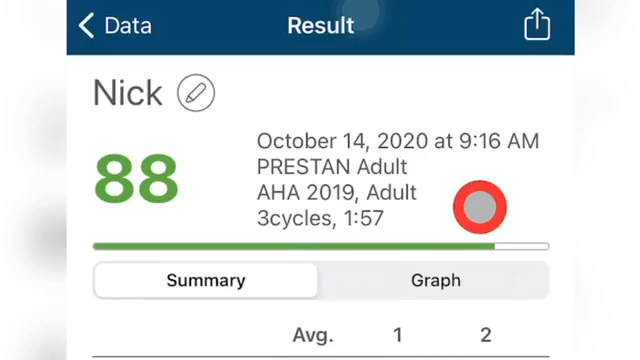 Data Result
Nick
88
October 14, 2020 at 9:16 AM
PRESTAN Adult
AHA 2019, Adult
3cycles, 1:57
Summary Graph
Avg. 1 2